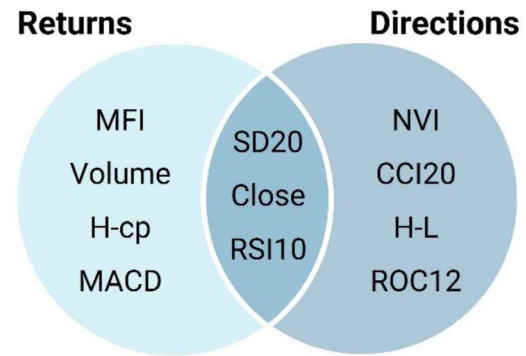 Returns
Directions
MFI
Volume
H-cp
MACD
SD20
Close
RSI10
NVI
CCI20
H-L
ROC12